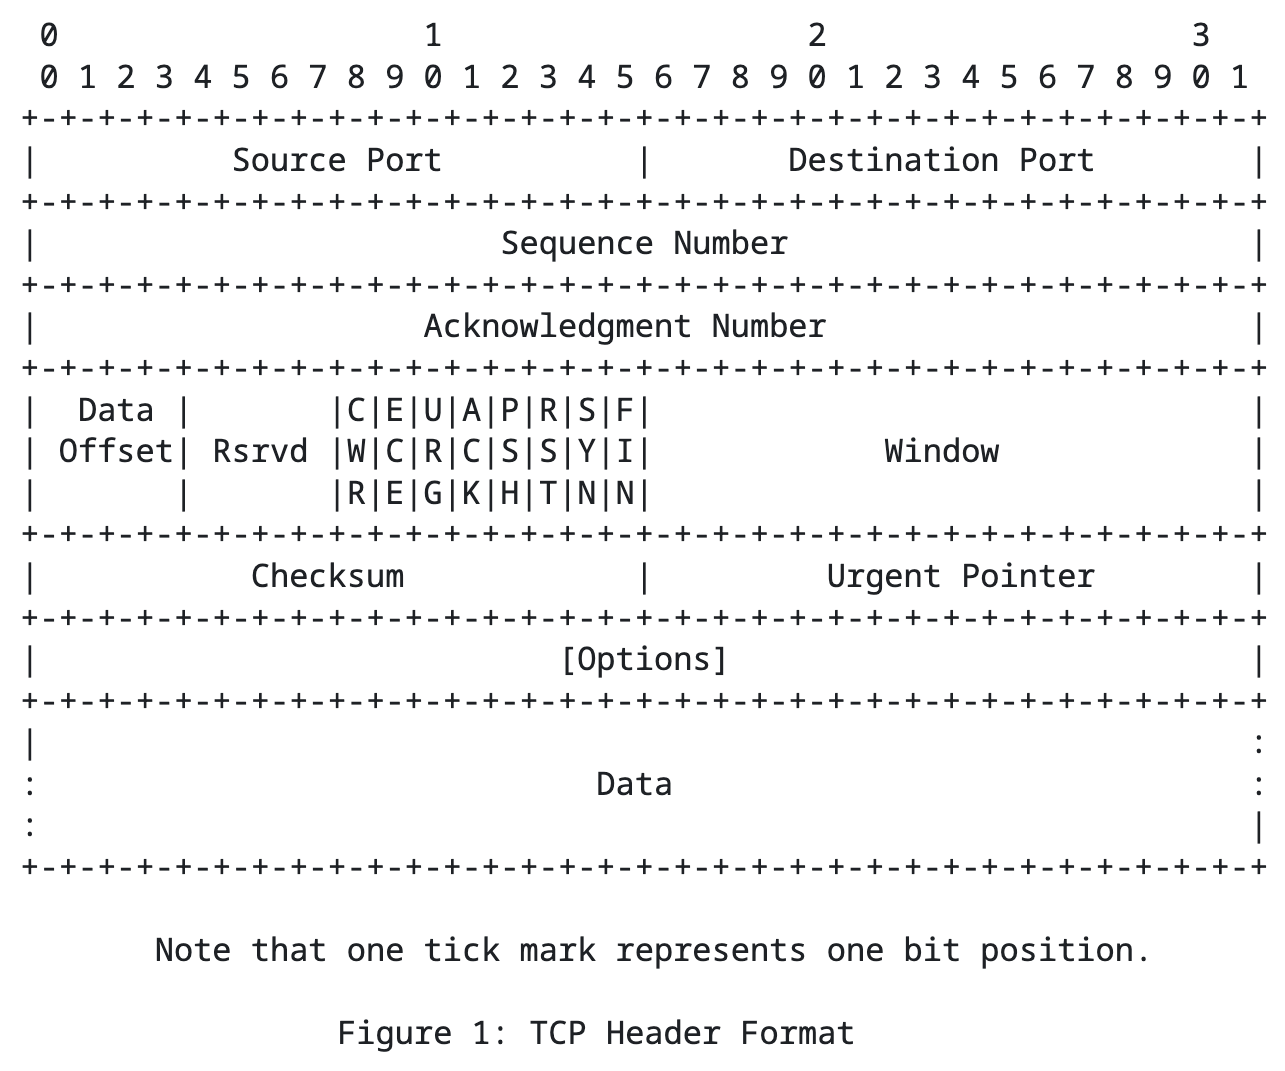 0                   1                   2                   3
 0 1 2 3 4 5 6 7 8 9 0 1 2 3 4 5 6 7 8 9 0 1 2 3 4 5 6 7 8 9 0 1
+-+-+-+-+-+-+-+-+-+-+-+-+-+-+-+-+-+-+-+-+-+-+-+-+-+-+-+-+-+-+-+-+
|          Source Port          |       Destination Port        |
+-+-+-+-+-+-+-+-+-+-+-+-+-+-+-+-+-+-+-+-+-+-+-+-+-+-+-+-+-+-+-+-+
|                        Sequence Number                        |
+-+-+-+-+-+-+-+-+-+-+-+-+-+-+-+-+-+-+-+-+-+-+-+-+-+-+-+-+-+-+-+-+
|                    Acknowledgment Number                      |
+-+-+-+-+-+-+-+-+-+-+-+-+-+-+-+-+-+-+-+-+-+-+-+-+-+-+-+-+-+-+-+-+
|  Data |       |C|E|U|A|P|R|S|F|                               |
| Offset| Rsrvd |W|C|R|C|S|S|Y|I|            Window             |
|       |       |R|E|G|K|H|T|N|N|                               |
+-+-+-+-+-+-+-+-+-+-+-+-+-+-+-+-+-+-+-+-+-+-+-+-+-+-+-+-+-+-+-+-+
|           Checksum            |         Urgent Pointer        |
+-+-+-+-+-+-+-+-+-+-+-+-+-+-+-+-+-+-+-+-+-+-+-+-+-+-+-+-+-+-+-+-+
|                           [Options]                           |
+-+-+-+-+-+-+-+-+-+-+-+-+-+-+-+-+-+-+-+-+-+-+-+-+-+-+-+-+-+-+-+-+
|                                                               :
:                             Data                              :
:                                                               |
+-+-+-+-+-+-+-+-+-+-+-+-+-+-+-+-+-+-+-+-+-+-+-+-+-+-+-+-+-+-+-+-+
Note that one tick mark represents one bit position.
Figure 1: TCP Header Format